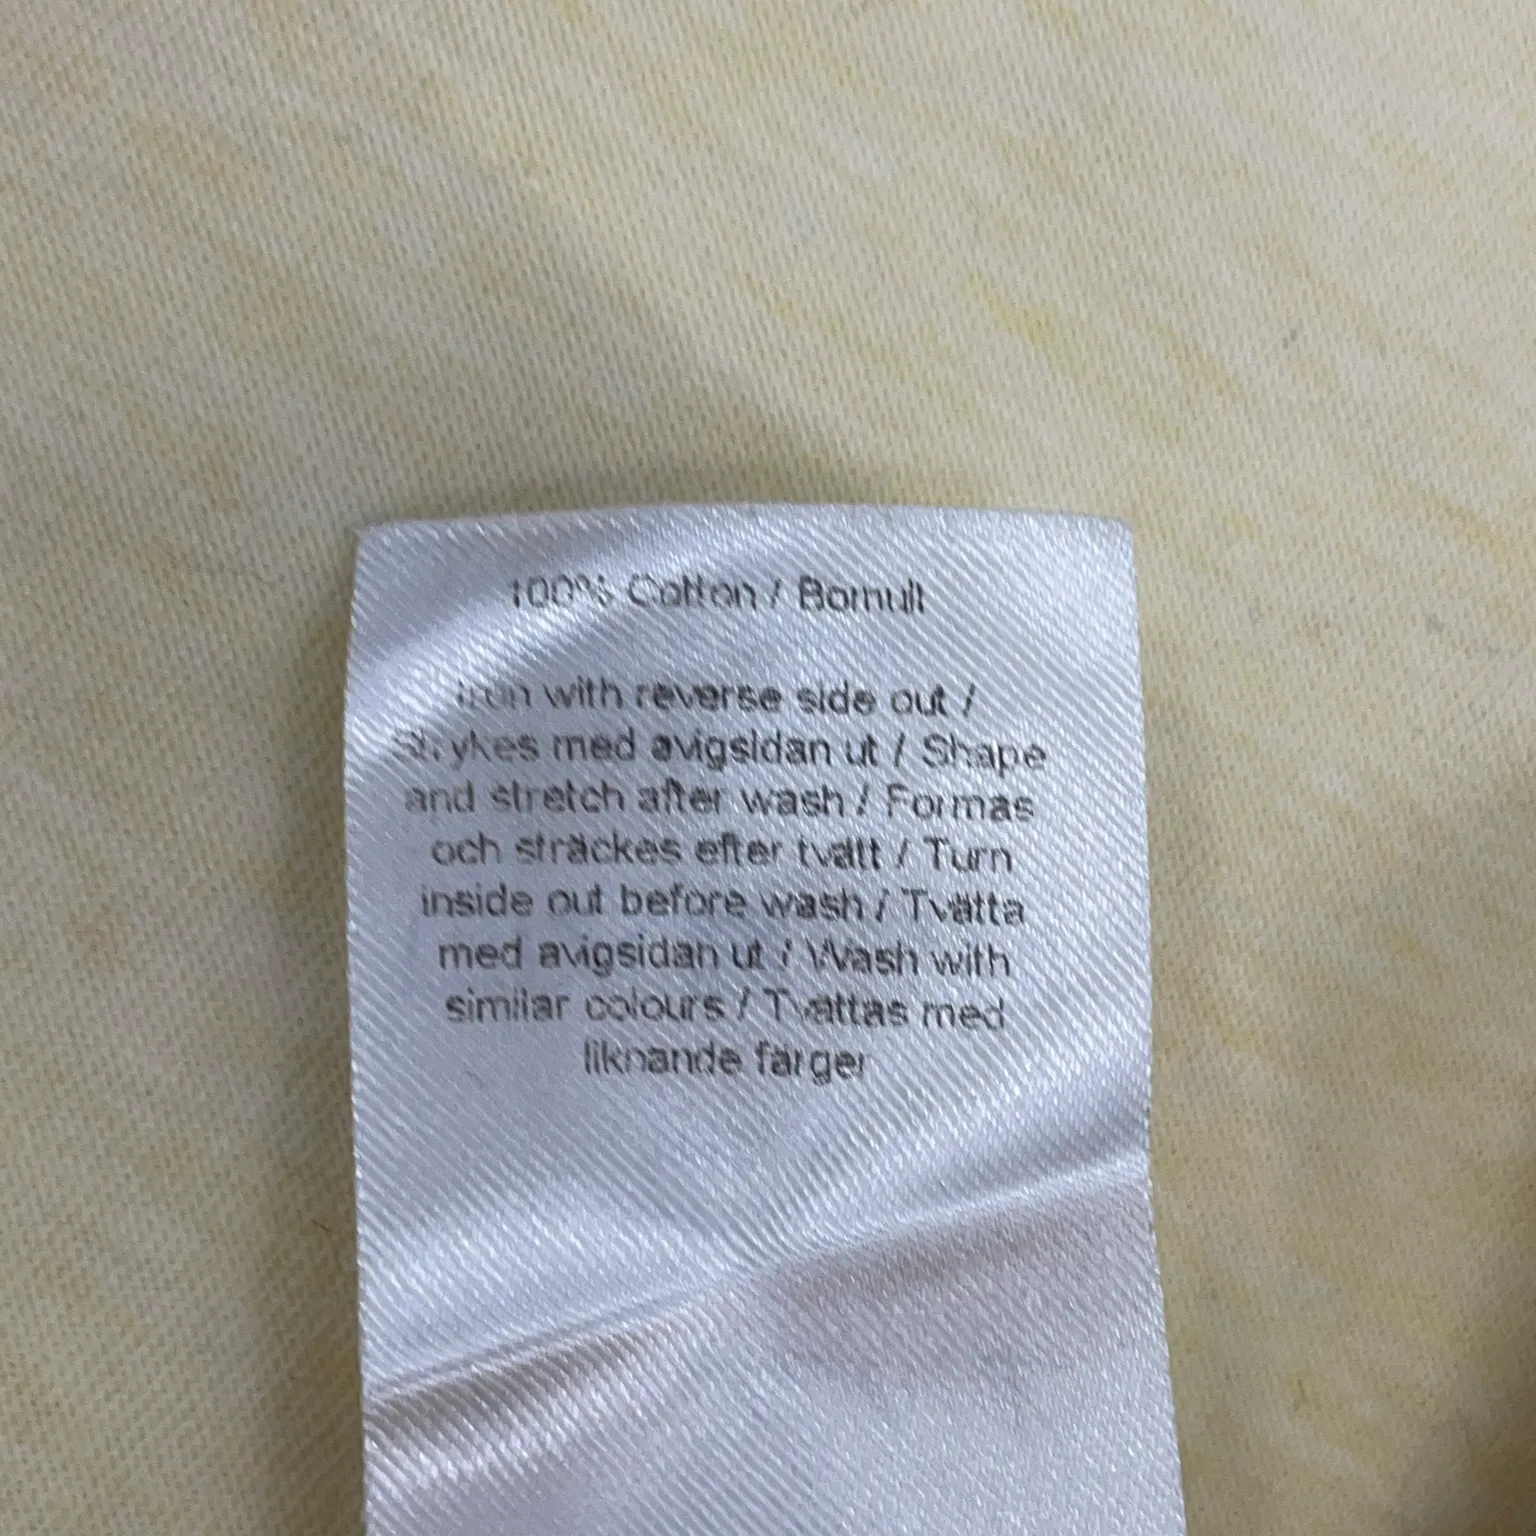 100% Cotton / Bomull
Iron with reverse side out /
Strykes med avigsidan ut / Shape
and stretch after wash / Formas
och sträckes efter tvätt / Turn
inside out before wash / Tvätta
med avigsidan ut / Wash with
similar colours / Tvättas med
liknande färger